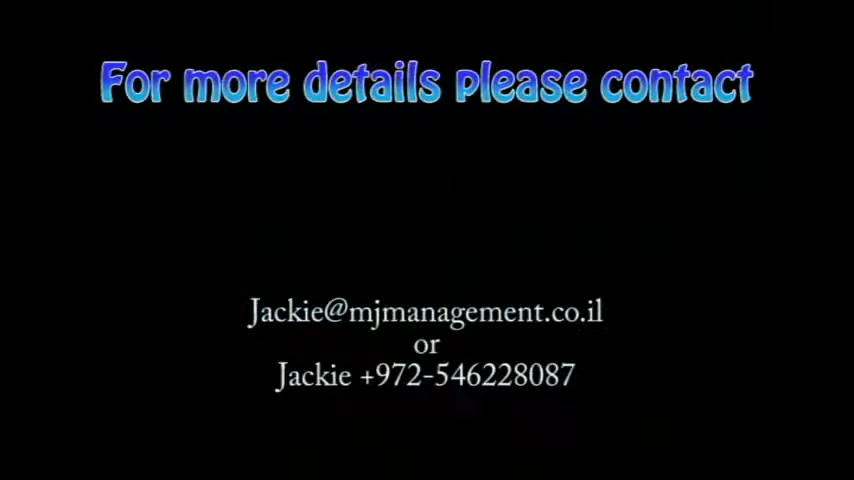 For more details please contact
Jackie@mjmanagement.co.il
or
Jackie +972-546228087